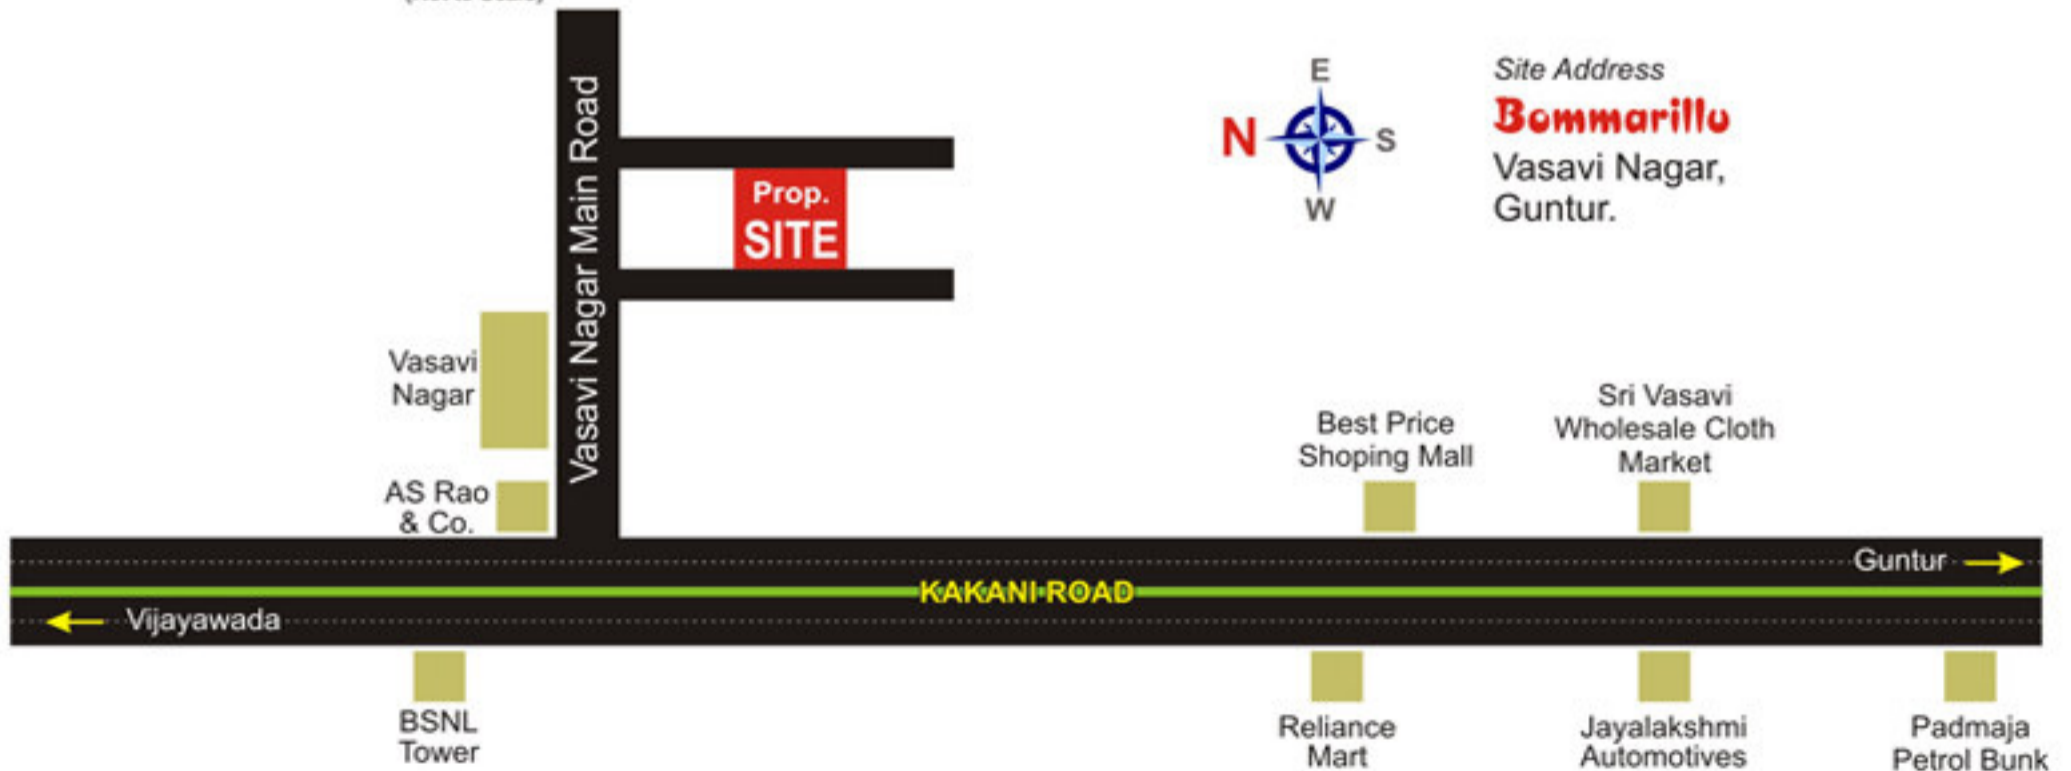 Vasavi Nagar Main Road
Prop.
SITE
E
N
S
W
Site Address
Bommarillu
Vasavi Nagar,
Guntur.
Vasavi
Nagar
AS Rao
& Co.
Best Price
Shoping Mall
Sri Vasavi
Wholesale Cloth
Market
Guntur
KAKANI ROAD
Vijayawada
BSNL
Tower
Reliance
Mart
Jayalakshmi
Automotives
Padmaja
Petrol Bunk